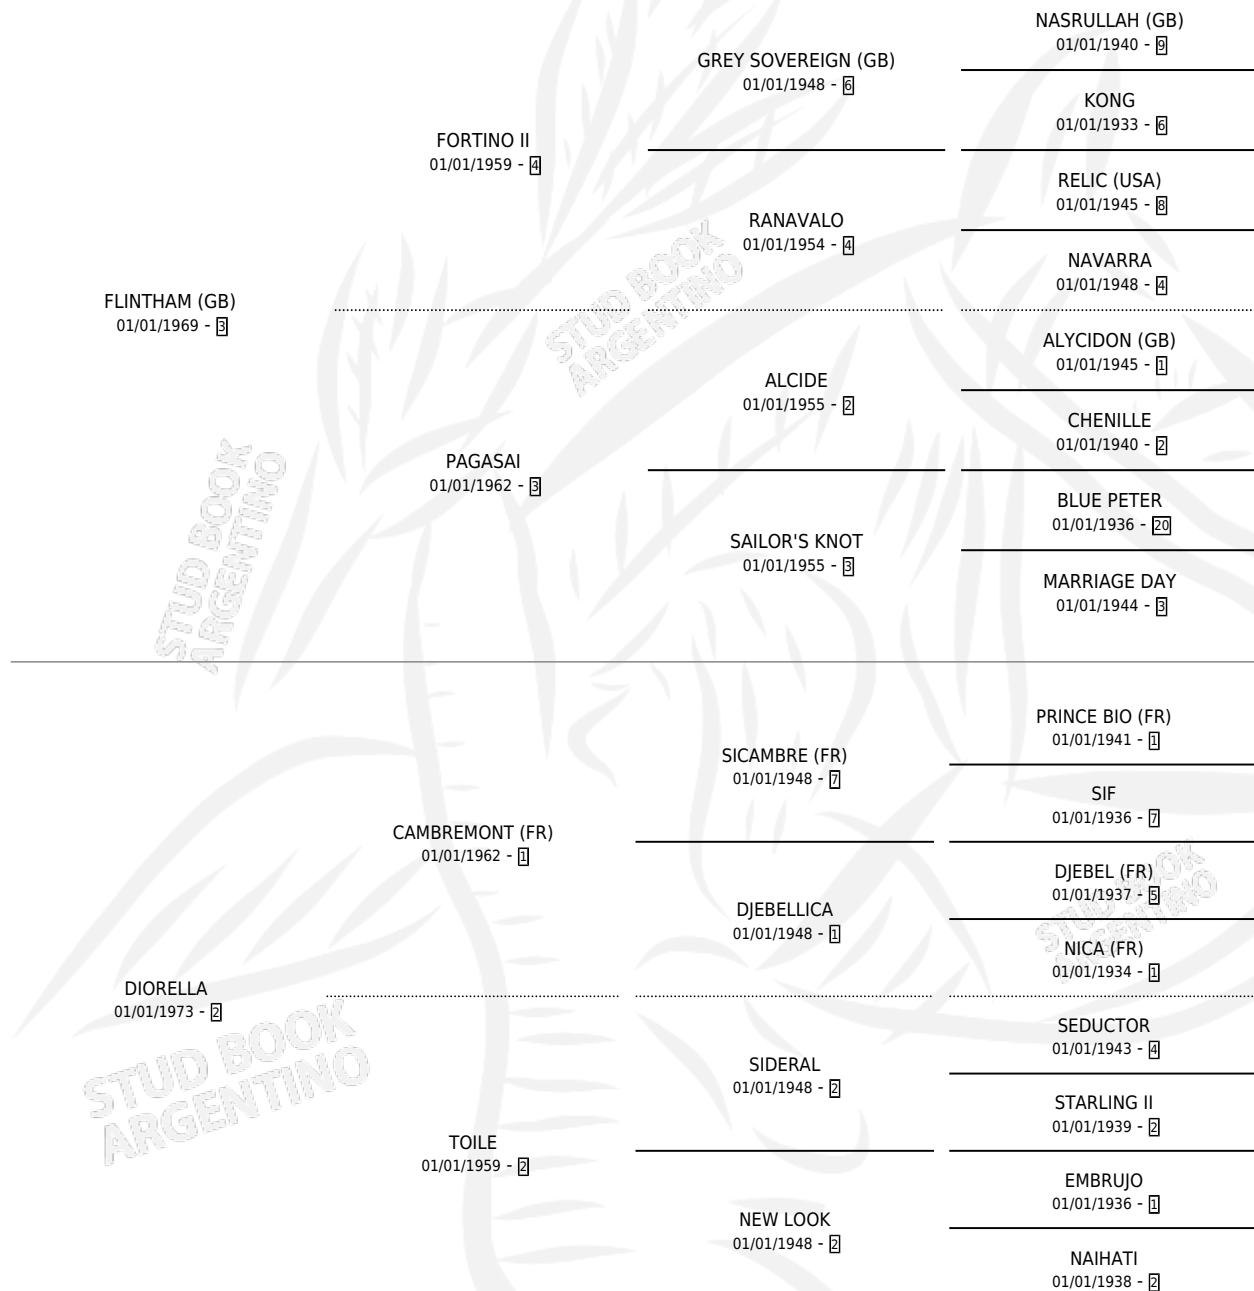 NASRULLAH (GB)
01/01/1940 - 9
GREY SOVEREIGN (GB)
01/01/1948 - 6
KONG
01/01/1933 - 6
FORTINO II
01/01/1959 - 4
RELIC (USA)
01/01/1945 - 8
RANAVALO
01/01/1954 - 4
NAVARRA
01/01/1948 - 4
FLINTHAM (GB)
01/01/1969 - 3
ALYCIDON (GB)
01/01/1945 - 1
ALCIDE
01/01/1955 - 2
CHENILLE
01/01/1940 - 2
PAGASAI
01/01/1962 - 3
BLUE PETER
01/01/1936 - 20
SAILOR'S KNOT
01/01/1955 - 3
MARRIAGE DAY
01/01/1944 - 3
PRINCE BIO (FR)
01/01/1941 - 1
SICAMBRE (FR)
01/01/1948 - 7
SIF
01/01/1936 - 7
CAMBREMONT (FR)
01/01/1962 - 1
DJEBEL (FR)
01/01/1937 - 5
DJEBELLICA
01/01/1948 - 1
NICA (FR)
01/01/1934 - 1
DIORELLA
01/01/1973 - 2
SEDUCTOR
01/01/1943 - 4
SIDERAL
01/01/1948 - 2
STARLING II
01/01/1939 - 2
TOILE
01/01/1959 - 2
EMBRUJO
01/01/1936 - 1
NEW LOOK
01/01/1948 - 2
NAIHATI
01/01/1938 - 2
STUD BOOK
ARGENTINO
STUD BOOK
ARGENTINO
STUD BOOK
ARGENTINO
STUD BOOK
ARGENTINO